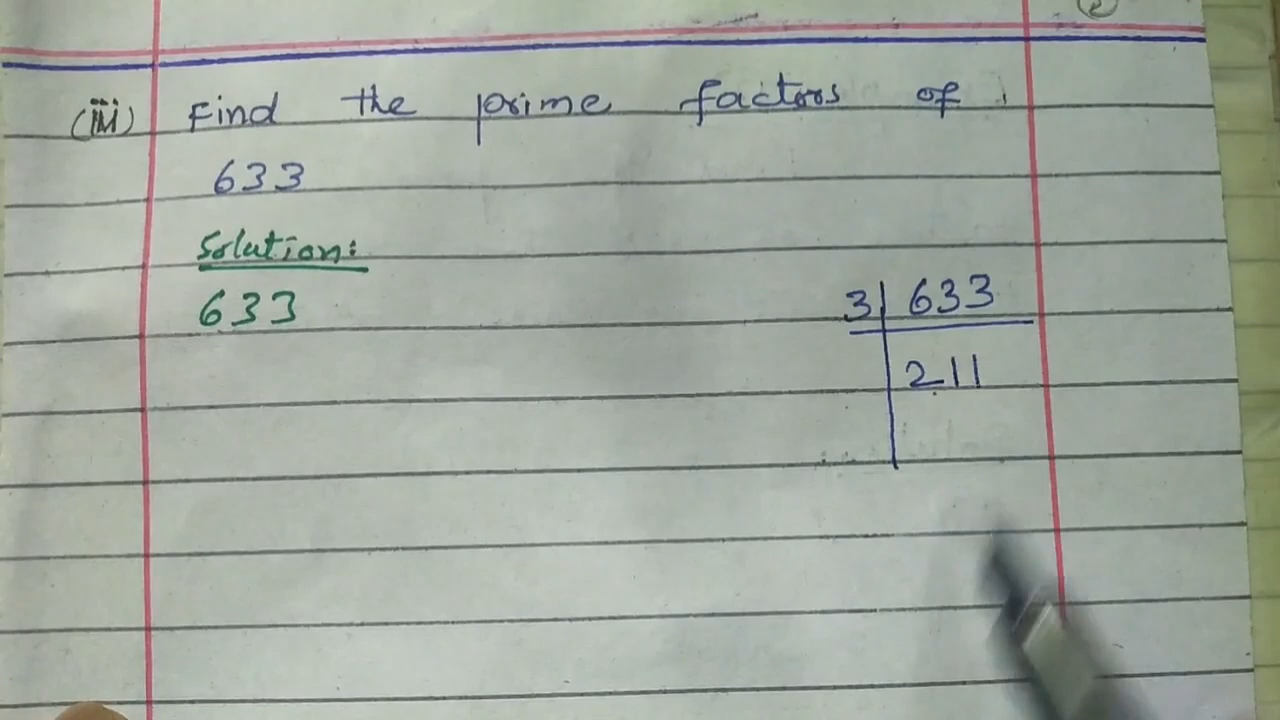 (iii) Find the prime factors of
633
Solution:
633
3 633
211